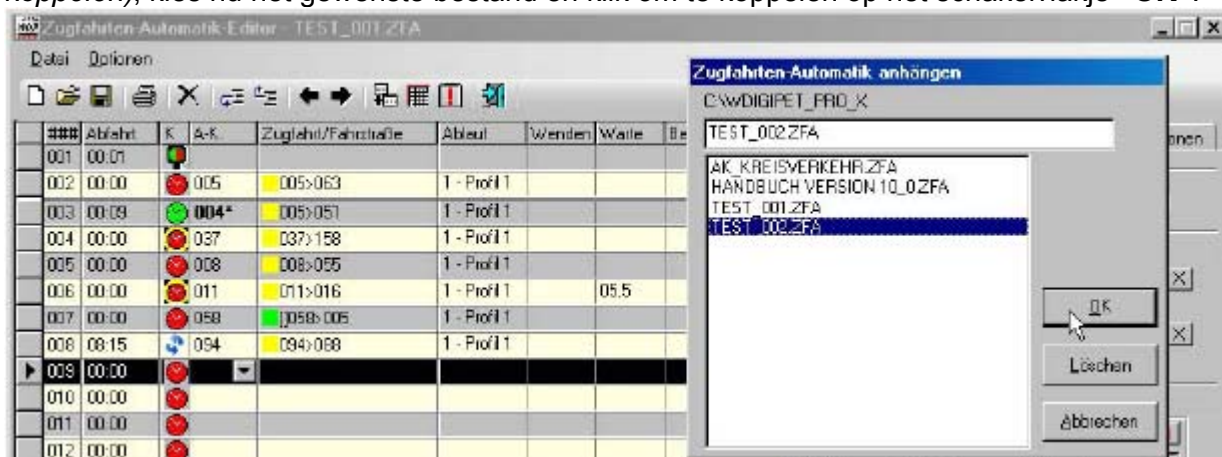 koppelen), kies nu het gewenste bestand en klik om te koppelen op het schakelvlakje
Zugfahrten-Automatik-Editor - TEST_001.ZFA
Datei Optionen
### Abfahrt K A-K. Zugfahrt/Fahrstraße Ablauf Wenden Warte Be
001 00:01
002 00:00 005 005>063 1 - Profil 1
003 00:09 004* 005>051 1 - Profil 1
004 00:00 037 037>158 1 - Profil 1
005 00:00 008 008>055 1 - Profil 1
006 00:00 011 011>016 1 - Profil 1 05.5
007 00:00 058 []058>005 1 - Profil 1
008 08:15 094 094>088 1 - Profil 1
009 00:00
010 00:00
011 00:00
012 00:00
Zugfahrten-Automatik anhängen
C:\WDIGIPET_PRO_X
TEST_002.ZFA
AK_KREISVERKEHR.ZFA
HANDBUCH VERSION 10_0.ZFA
TEST_001.ZFA
TEST_002.ZFA
OK
Löschen
Abbrechen
onen